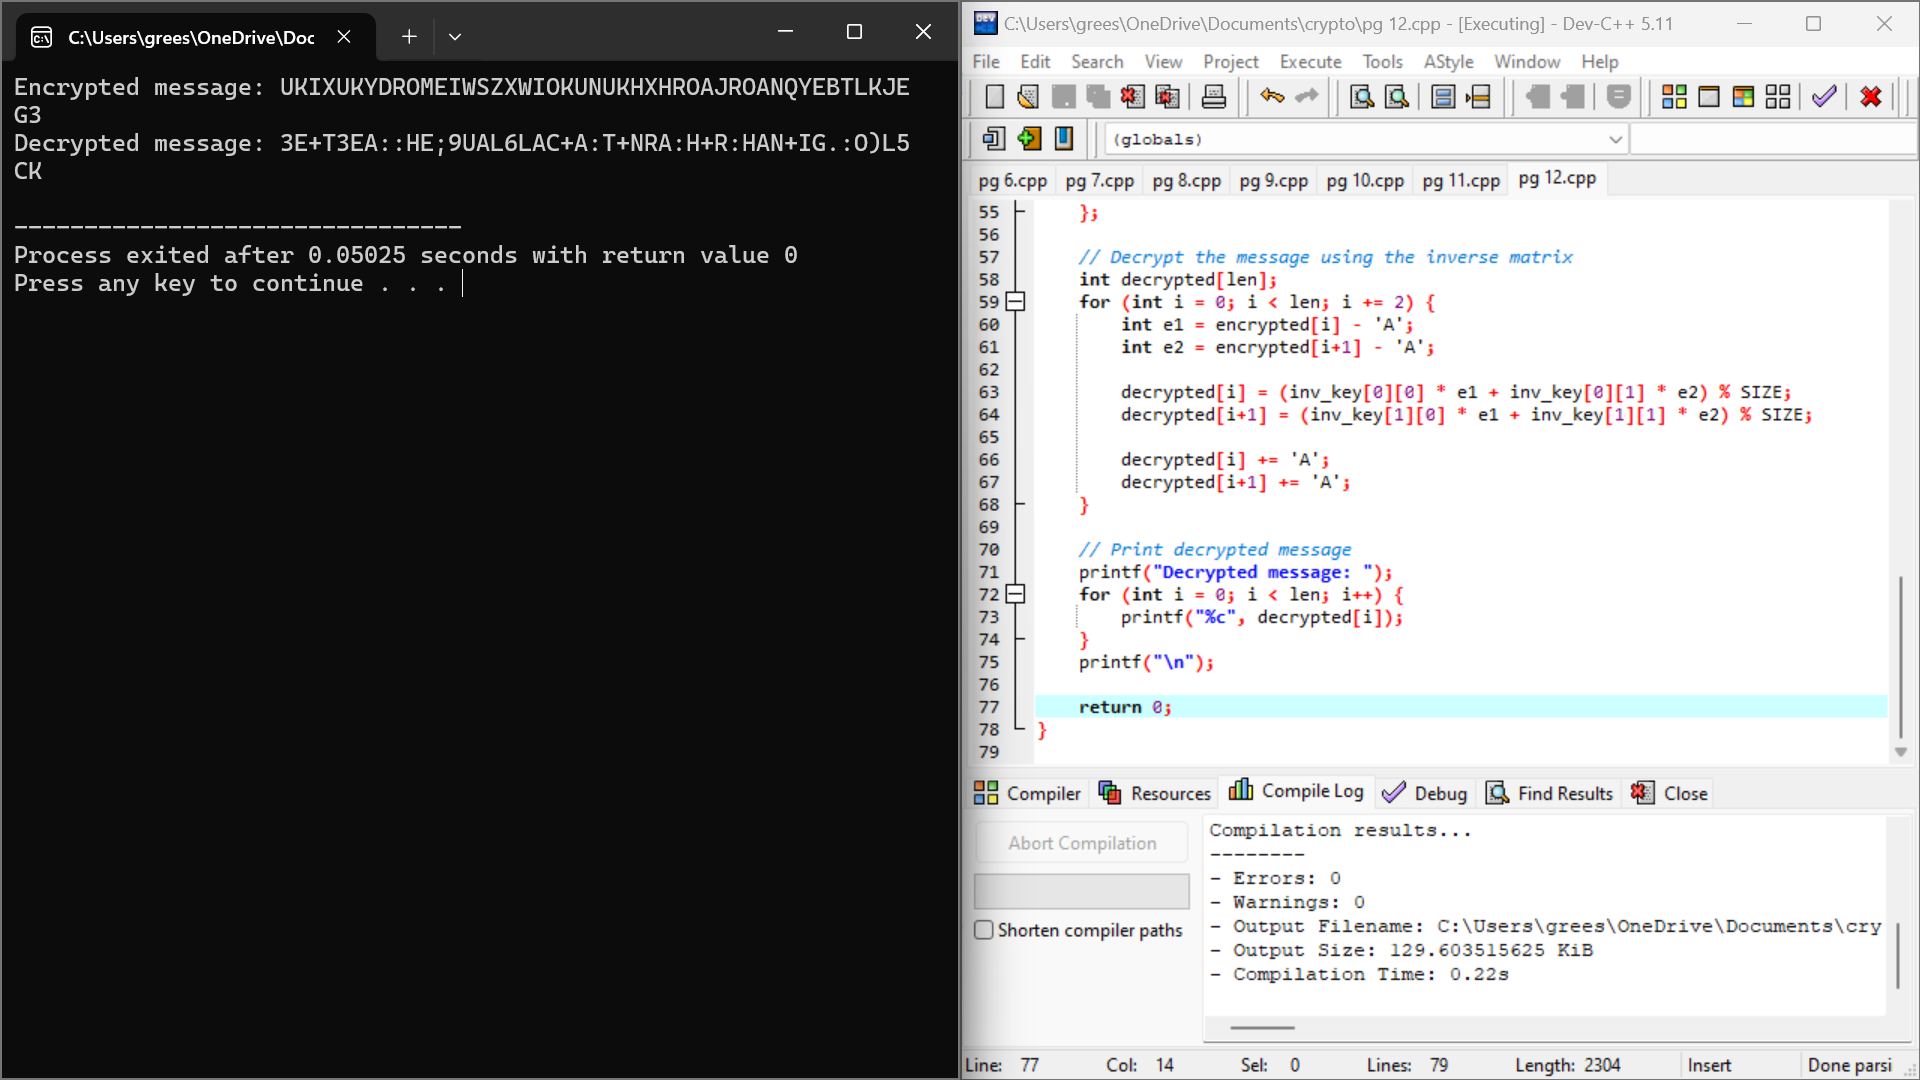 C:\Users\grees\OneDrive\Doc
Encrypted message: UKIXUKYDROMEIWSZXWIOKUNUKHXHROAJROANQYEBTLKJE
G3
Decrypted message: 3E+T3EA::HE;9UAL6LAC+A:T+NRA:H+R:HAN+IG.:O)L5
CK
--------------------------------
Process exited after 0.05025 seconds with return value 0
Press any key to continue . . .
C:\Users\grees\OneDrive\Documents\crypto\pg 12.cpp - [Executing] - Dev-C++ 5.11
File Edit Search View Project Execute Tools AStyle Window Help
(globals)
pg 6.cpp pg 7.cpp pg 8.cpp pg 9.cpp pg 10.cpp pg 11.cpp pg 12.cpp
55 };
56
57 // Decrypt the message using the inverse matrix
58 int decrypted[len];
59 for (int i = 0; i < len; i += 2) {
60 int e1 = encrypted[i] - 'A';
61 int e2 = encrypted[i+1] - 'A';
62
63 decrypted[i] = (inv_key[0][0] * e1 + inv_key[0][1] * e2) % SIZE;
64 decrypted[i+1] = (inv_key[1][0] * e1 + inv_key[1][1] * e2) % SIZE;
65
66 decrypted[i] += 'A';
67 decrypted[i+1] += 'A';
68 }
69
70 // Print decrypted message
71 printf("Decrypted message: ");
72 for (int i = 0; i < len; i++) {
73 printf("%c", decrypted[i]);
74 }
75 printf("\n");
76
77 return 0;
78 }
79
Compiler Resources Compile Log Debug Find Results Close
Abort Compilation
Shorten compiler paths
Compilation results...
--------
- Errors: 0
- Warnings: 0
- Output Filename: C:\Users\grees\OneDrive\Documents\cry
- Output Size: 129.603515625 KiB
- Compilation Time: 0.22s
Line: 77 Col: 14 Sel: 0 Lines: 79 Length: 2304 Insert Done parsi